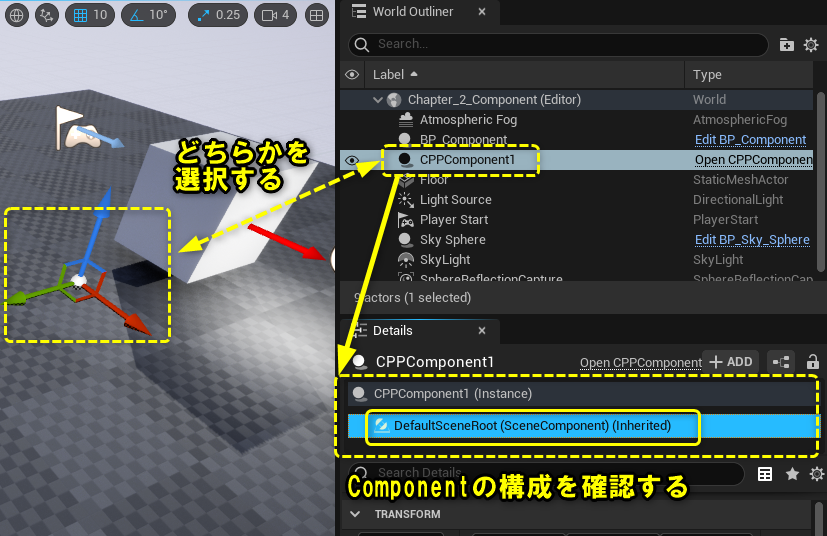 10
10°
0.25
4
World Outliner
Search...
Label
Type
Chapter_2_Component (Editor)
World
Atmospheric Fog
AtmosphericFog
BP_Component
Edit BP_Component
CPPComponent1
Open CPPComponen
Floor
StaticMeshActor
Light Source
DirectionalLight
Player Start
PlayerStart
Sky Sphere
Edit BP_Sky_Sphere
SkyLight
SkyLight
SphereReflectionCapture
SphereReflectionCap
9 actors (1 selected)
どちらかを
選択する
Details
CPPComponent1
Open CPPComponent
ADD
CPPComponent1 (Instance)
DefaultSceneRoot (SceneComponent) (Inherited)
Search Details
Componentの構成を確認する
TRANSFORM